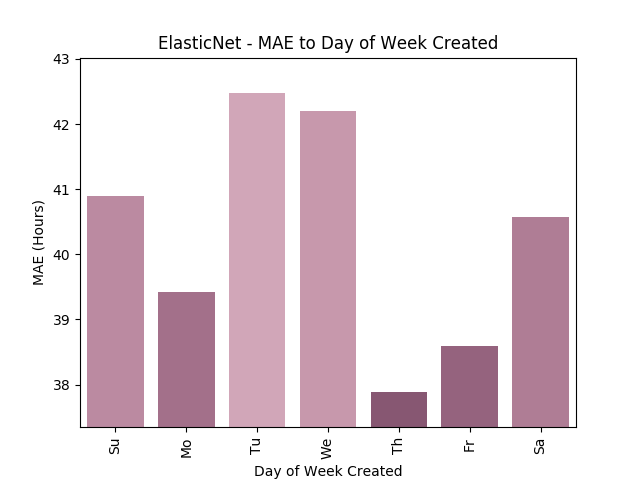 ElasticNet - MAE to Day of Week Created
MAE (Hours)
43
42
41
40
39
38
Su
Mo
Tu
We
Th
Fr
Sa
Day of Week Created